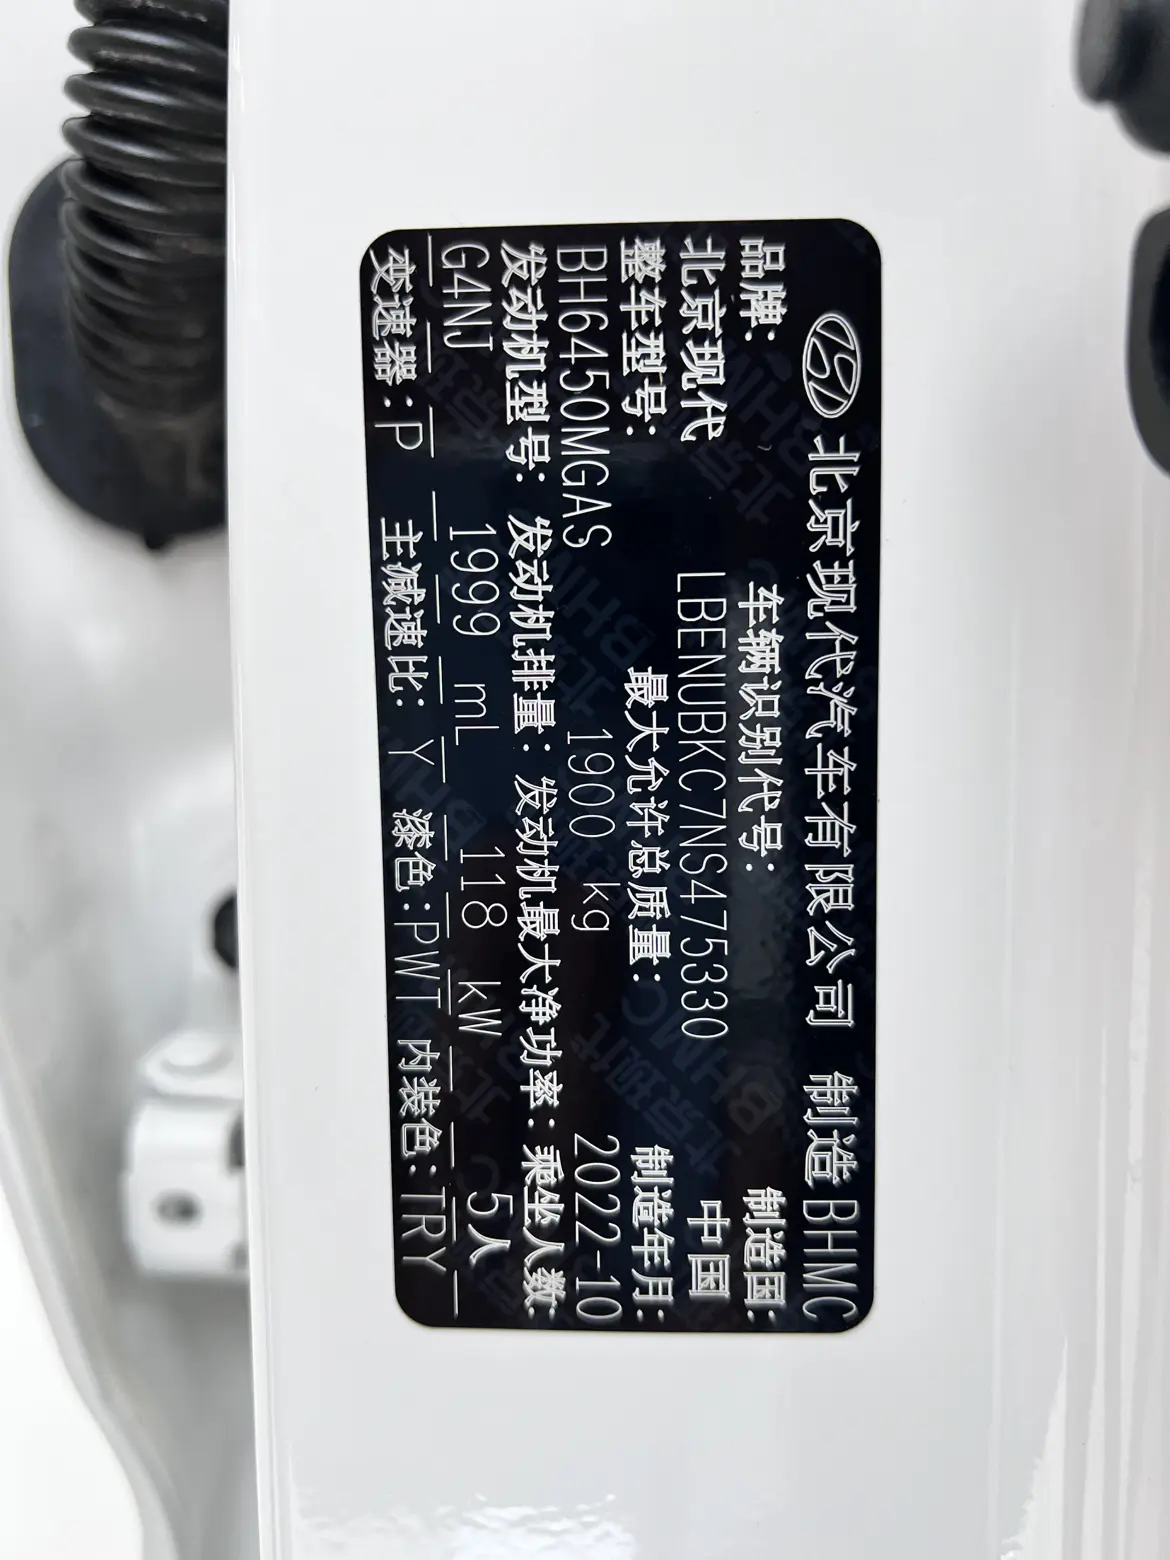 北京现代汽车有限公司 制造 BHMC
品牌: 车辆识别代号: 制造国:
北京现代 LBENUBKC7NS475330 中国
整车型号: 最大允许总质量: 制造年月:
BH6450MGAS 1900 kg 2022-10
发动机型号: 发动机排量: 发动机最大净功率: 乘坐人数:
G4NJ 1999 mL 118 kW 5人
变速器:P 主减速比: Y 漆色:PWT 内装色:TRY